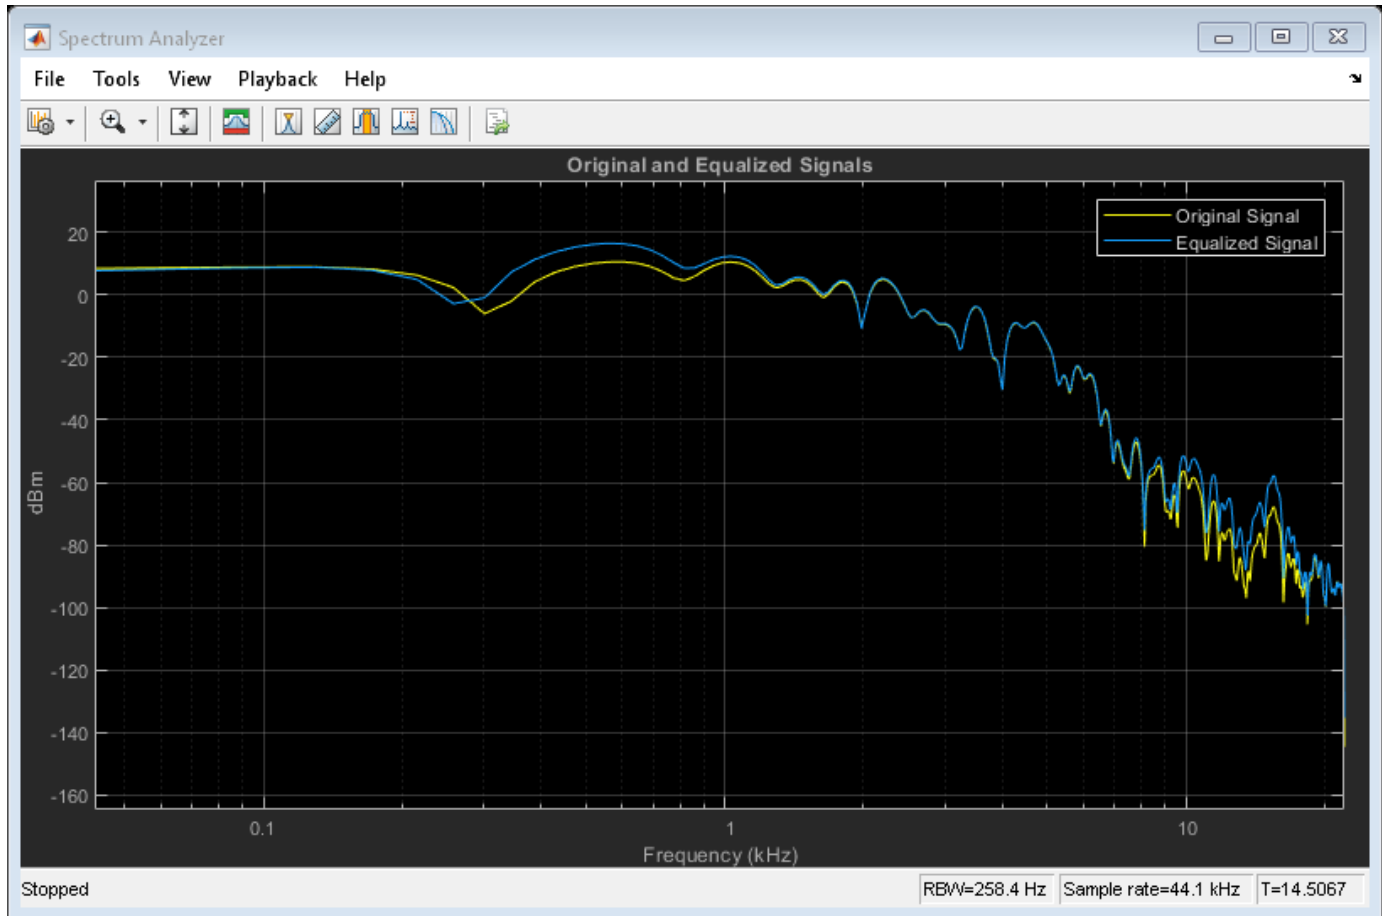 Spectrum Analyzer
File Tools View Playback Help
Original and Equalized Signals
Original Signal
Equalized Signal
20
0
-20
-40
-60
-80
-100
-120
-140
-160
dBm
0.1 1 10
Frequency (kHz)
Stopped RBW=258.4 Hz Sample rate=44.1 kHz T=14.5067